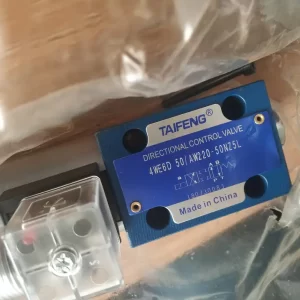 TAIFENG®
DIRECTIONAL CONTROL VALVE
4WE6D 50/AW220-50NZ5L
Made in China